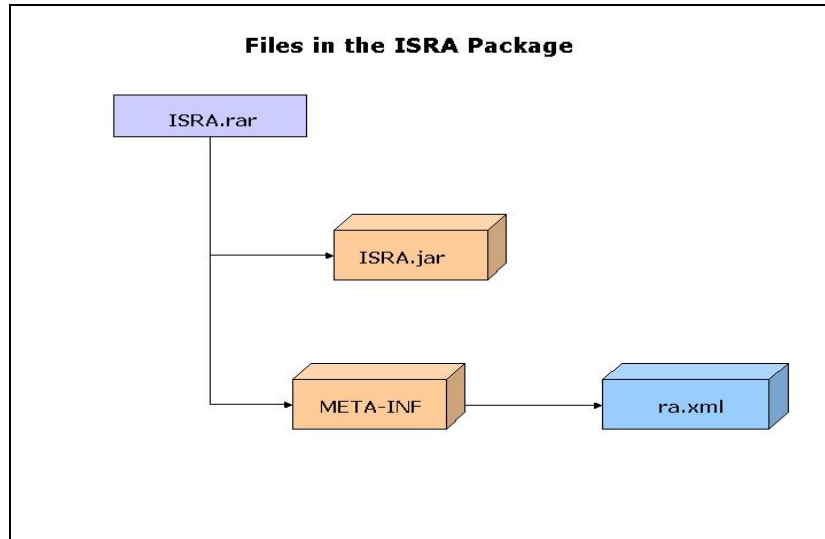 Files in the ISRA Package
ISRA.rar
ISRA.jar
META-INF
ra.xml